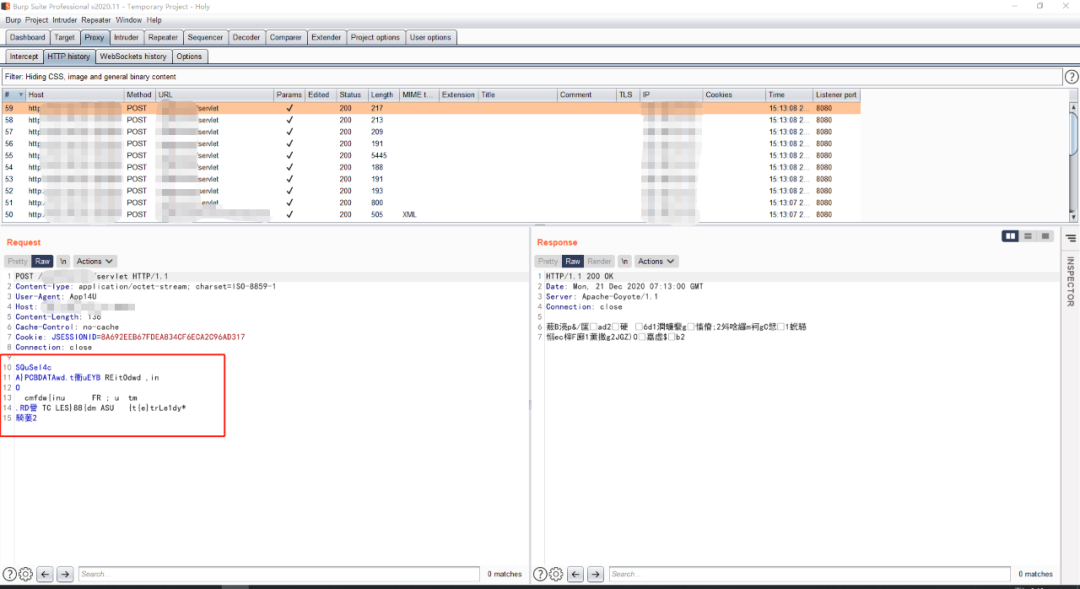 Burp Suite Professional v2020.11 - Temporary Project - Holy
Burp Project Intruder Repeater Window Help
Dashboard Target Proxy Intruder Repeater Sequencer Decoder Comparer Extender Project options User options
Intercept HTTP history WebSockets history Options
Filter: Hiding CSS, image and general binary content
# Host Method URL Params Edited Status Length MIME t... Extension Title Comment TLS IP Cookies Time Listener port
59 http POST /servlet ✓ 200 217 15:13:08 2... 8080
58 http POST servlet ✓ 200 213 15:13:08 2... 8080
57 http POST servlet ✓ 200 209 15:13:08 2... 8080
56 http POST servlet ✓ 200 191 15:13:08 2... 8080
55 http POST servlet ✓ 200 5445 15:13:08 2... 8080
54 http POST servlet ✓ 200 188 15:13:08 2... 8080
53 http POST servlet ✓ 200 191 15:13:08 2... 8080
52 http POST servlet ✓ 200 193 15:13:08 2... 8080
51 http POST servlet ✓ 200 800 15:13:07 2... 8080
50 http POST ✓ 200 505 XML 15:13:07 2... 8080
Request
Pretty Raw \n Actions
1 POST / /servlet HTTP/1.1
2 Content-Type: application/octet-stream; charset=ISO-8859-1
3 User-Agent: App14U
4 Host:
5 Content-Length: 136
6 Cache-Control: no-cache
7 Cookie: JSESSIONID=8A692EEB67FDEA834CF6ECA2C96AD317
8 Connection: close
9
10 SQuSel4c
11 A}PCBDATAwd.t衝uEYB REitOdwd ,in
12 O
13 cmfdw{inu FR ; u tm
14 .RD譽 TC LES}88{dm ASU {t{e}trLe1dy*
15
Response
Pretty Raw Render \n Actions
1 HTTP/1.1 200 OK
2 Date: Mon, 21 Dec 2020 07:13:00 GMT
3 Server: Apache-Coyote/1.1
4 Connection: close
5
6
7
INSPECTOR
Search... 0 matches
Search... 0 matches